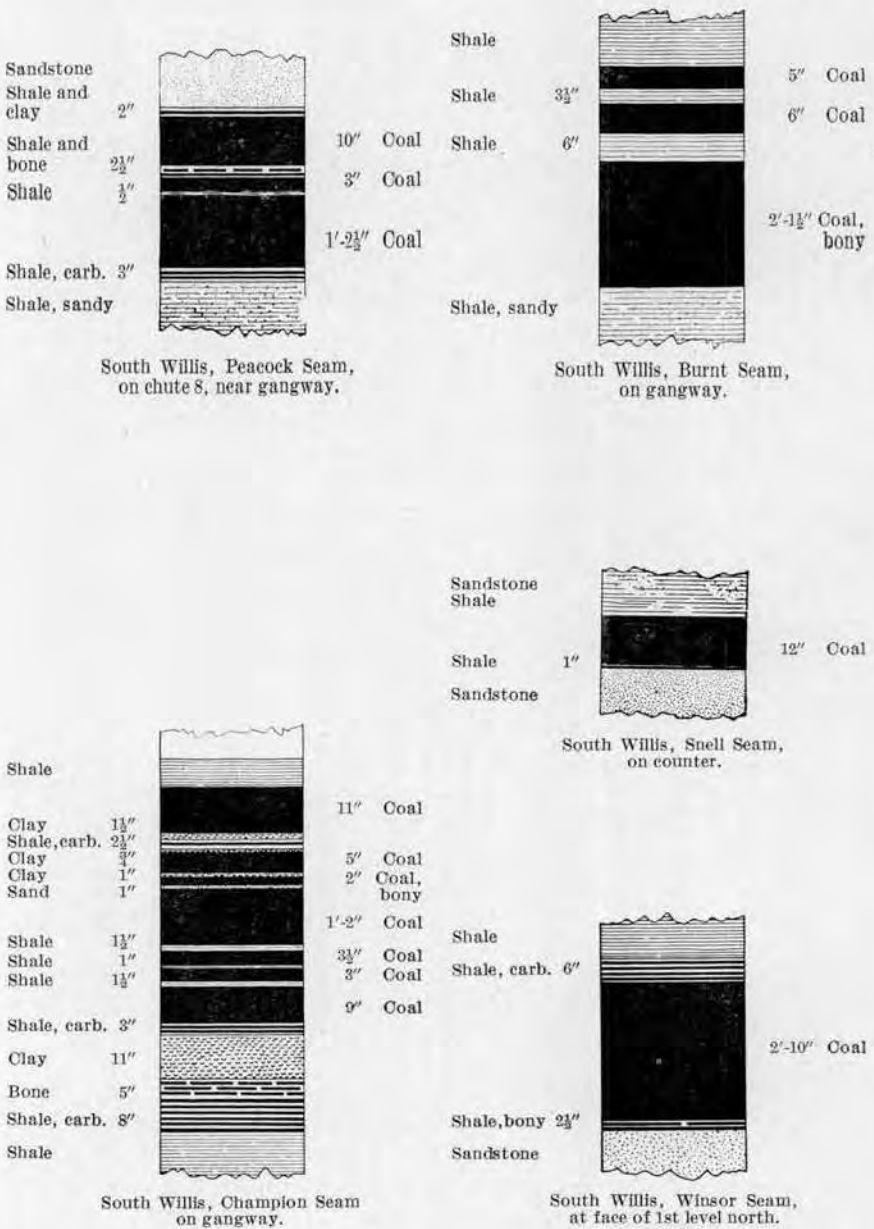 Sandstone
Shale and
clay 2″
10″ Coal
Shale and
bone 2½″
3″ Coal
Shale ½″
1′-2½″ Coal
Shale, carb. 3″
Shale, sandy
South Willis, Peacock Seam,
on chute 8, near gangway.
Shale
5″ Coal
Shale 3½″
6″ Coal
Shale 6″
2′-1½″ Coal,
bony
Shale, sandy
South Willis, Burnt Seam,
on gangway.
Sandstone
Shale
12″ Coal
Shale 1″
Sandstone
South Willis, Snell Seam,
on counter.
Shale
11″ Coal
Clay 1½″
Shale, carb. 2½″
Clay ¾″ 5″ Coal
Clay 1″ 2″ Coal,
Sand 1″ bony
1′-2″ Coal
Shale 1½″
Shale 1″ 3½″ Coal
Shale 1½″ 3″ Coal
9″ Coal
Shale, carb. 3″
Clay 11″
Bone 5″
Shale, carb. 8″
Shale
South Willis, Champion Seam
on gangway.
Shale
Shale, carb. 6″
2′-10″ Coal
Shale, bony 2½″
Sandstone
South Willis, Winsor Seam,
at face of 1st level north.